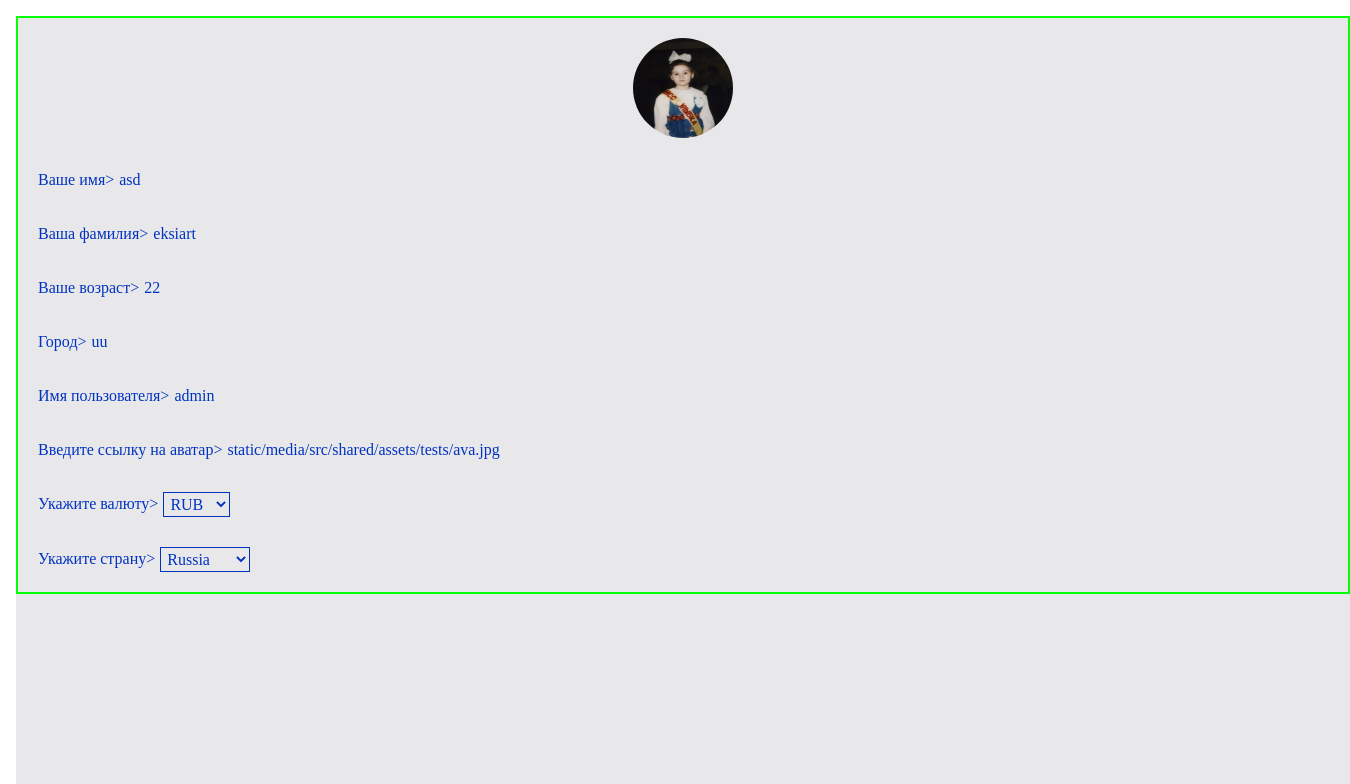 Ваше имя> asd
Ваша фамилия> eksiart
Ваше возраст> 22
Город> uu
Имя пользователя> admin
Введите ссылку на аватар> static/media/src/shared/assets/tests/ava.jpg
Укажите валюту> RUB
Укажите страну> Russia